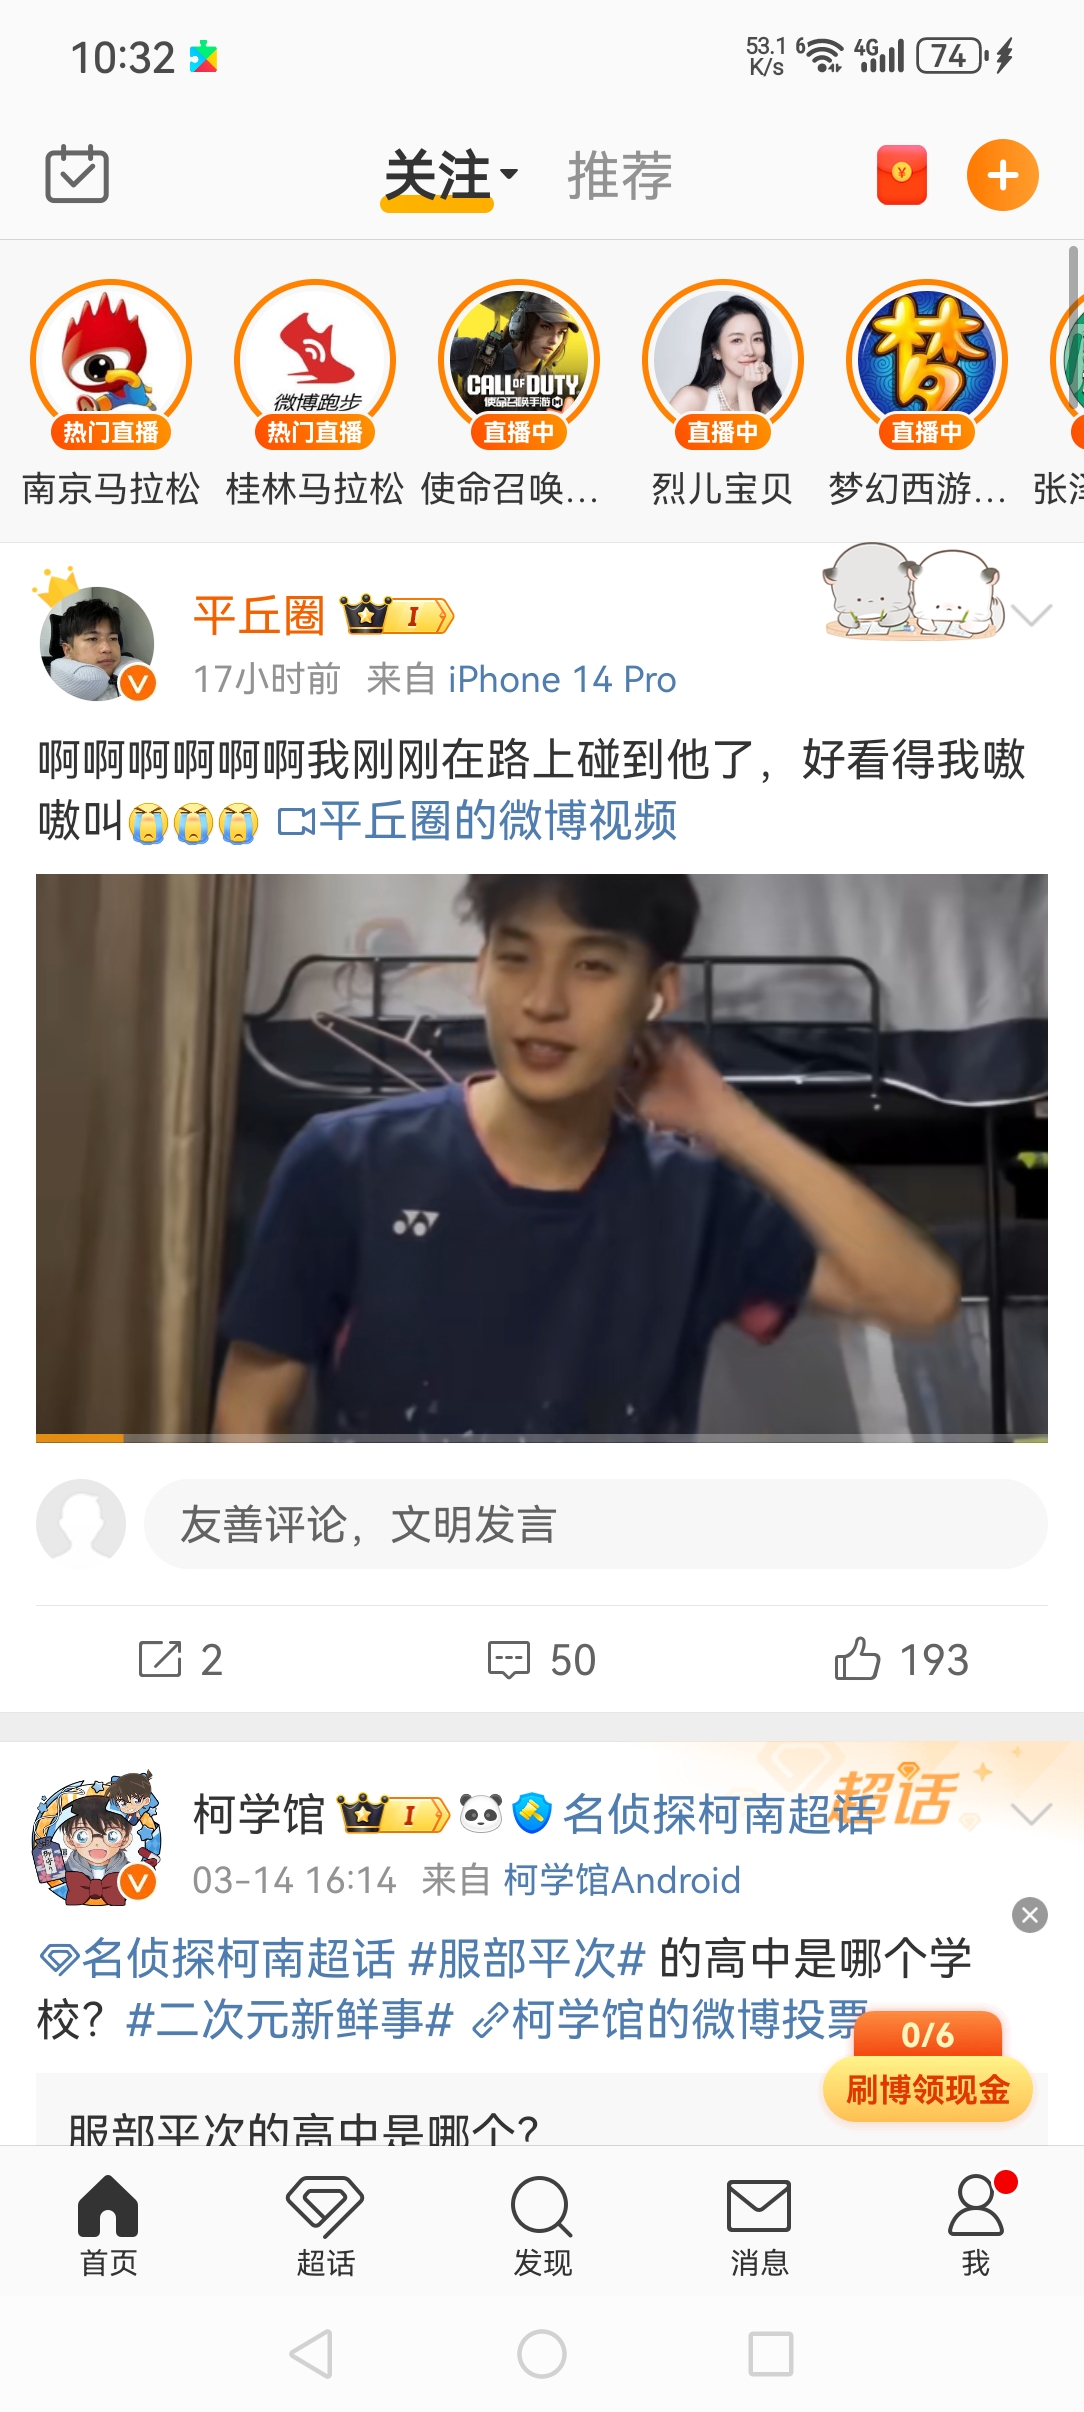 10:32
53.1 K/s
6
4G
74
关注
推荐
CALL OF DUTY
使命召唤手游
微博跑步
梦幻
热门直播
热门直播
直播中
直播中
直播中
南京马拉松
桂林马拉松
使命召唤...
烈儿宝贝
梦幻西游...
平丘圈
I
17小时前 来自 iPhone 14 Pro
啊啊啊啊啊啊我刚刚在路上碰到他了，好看得我嗷
嗷叫😭😭😭 平丘圈的微博视频
友善评论，文明发言
2
50
193
柯学馆
I
名侦探柯南超话
超话
03-14 16:14 来自 柯学馆Android
名侦探柯南超话 #服部平次# 的高中是哪个学
校？#二次元新鲜事# 柯学馆的微博投票
0/6
刷博领现金
服部平次的高中是哪个？
首页
超话
发现
消息
我